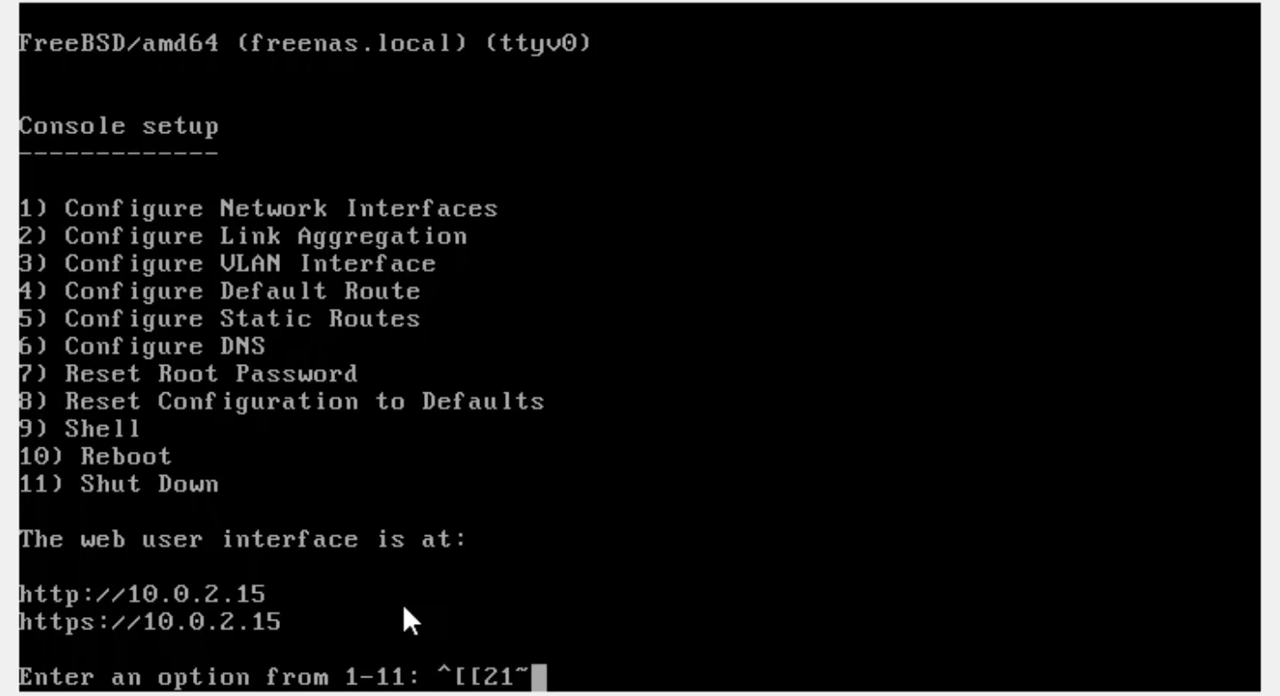 FreeBSD/amd64 (freenas.local) (ttyv0)
Console setup
-------------
1) Configure Network Interfaces
2) Configure Link Aggregation
3) Configure VLAN Interface
4) Configure Default Route
5) Configure Static Routes
6) Configure DNS
7) Reset Root Password
8) Reset Configuration to Defaults
9) Shell
10) Reboot
11) Shut Down
The web user interface is at:
http://10.0.2.15
https://10.0.2.15
Enter an option from 1-11: ^[[21~